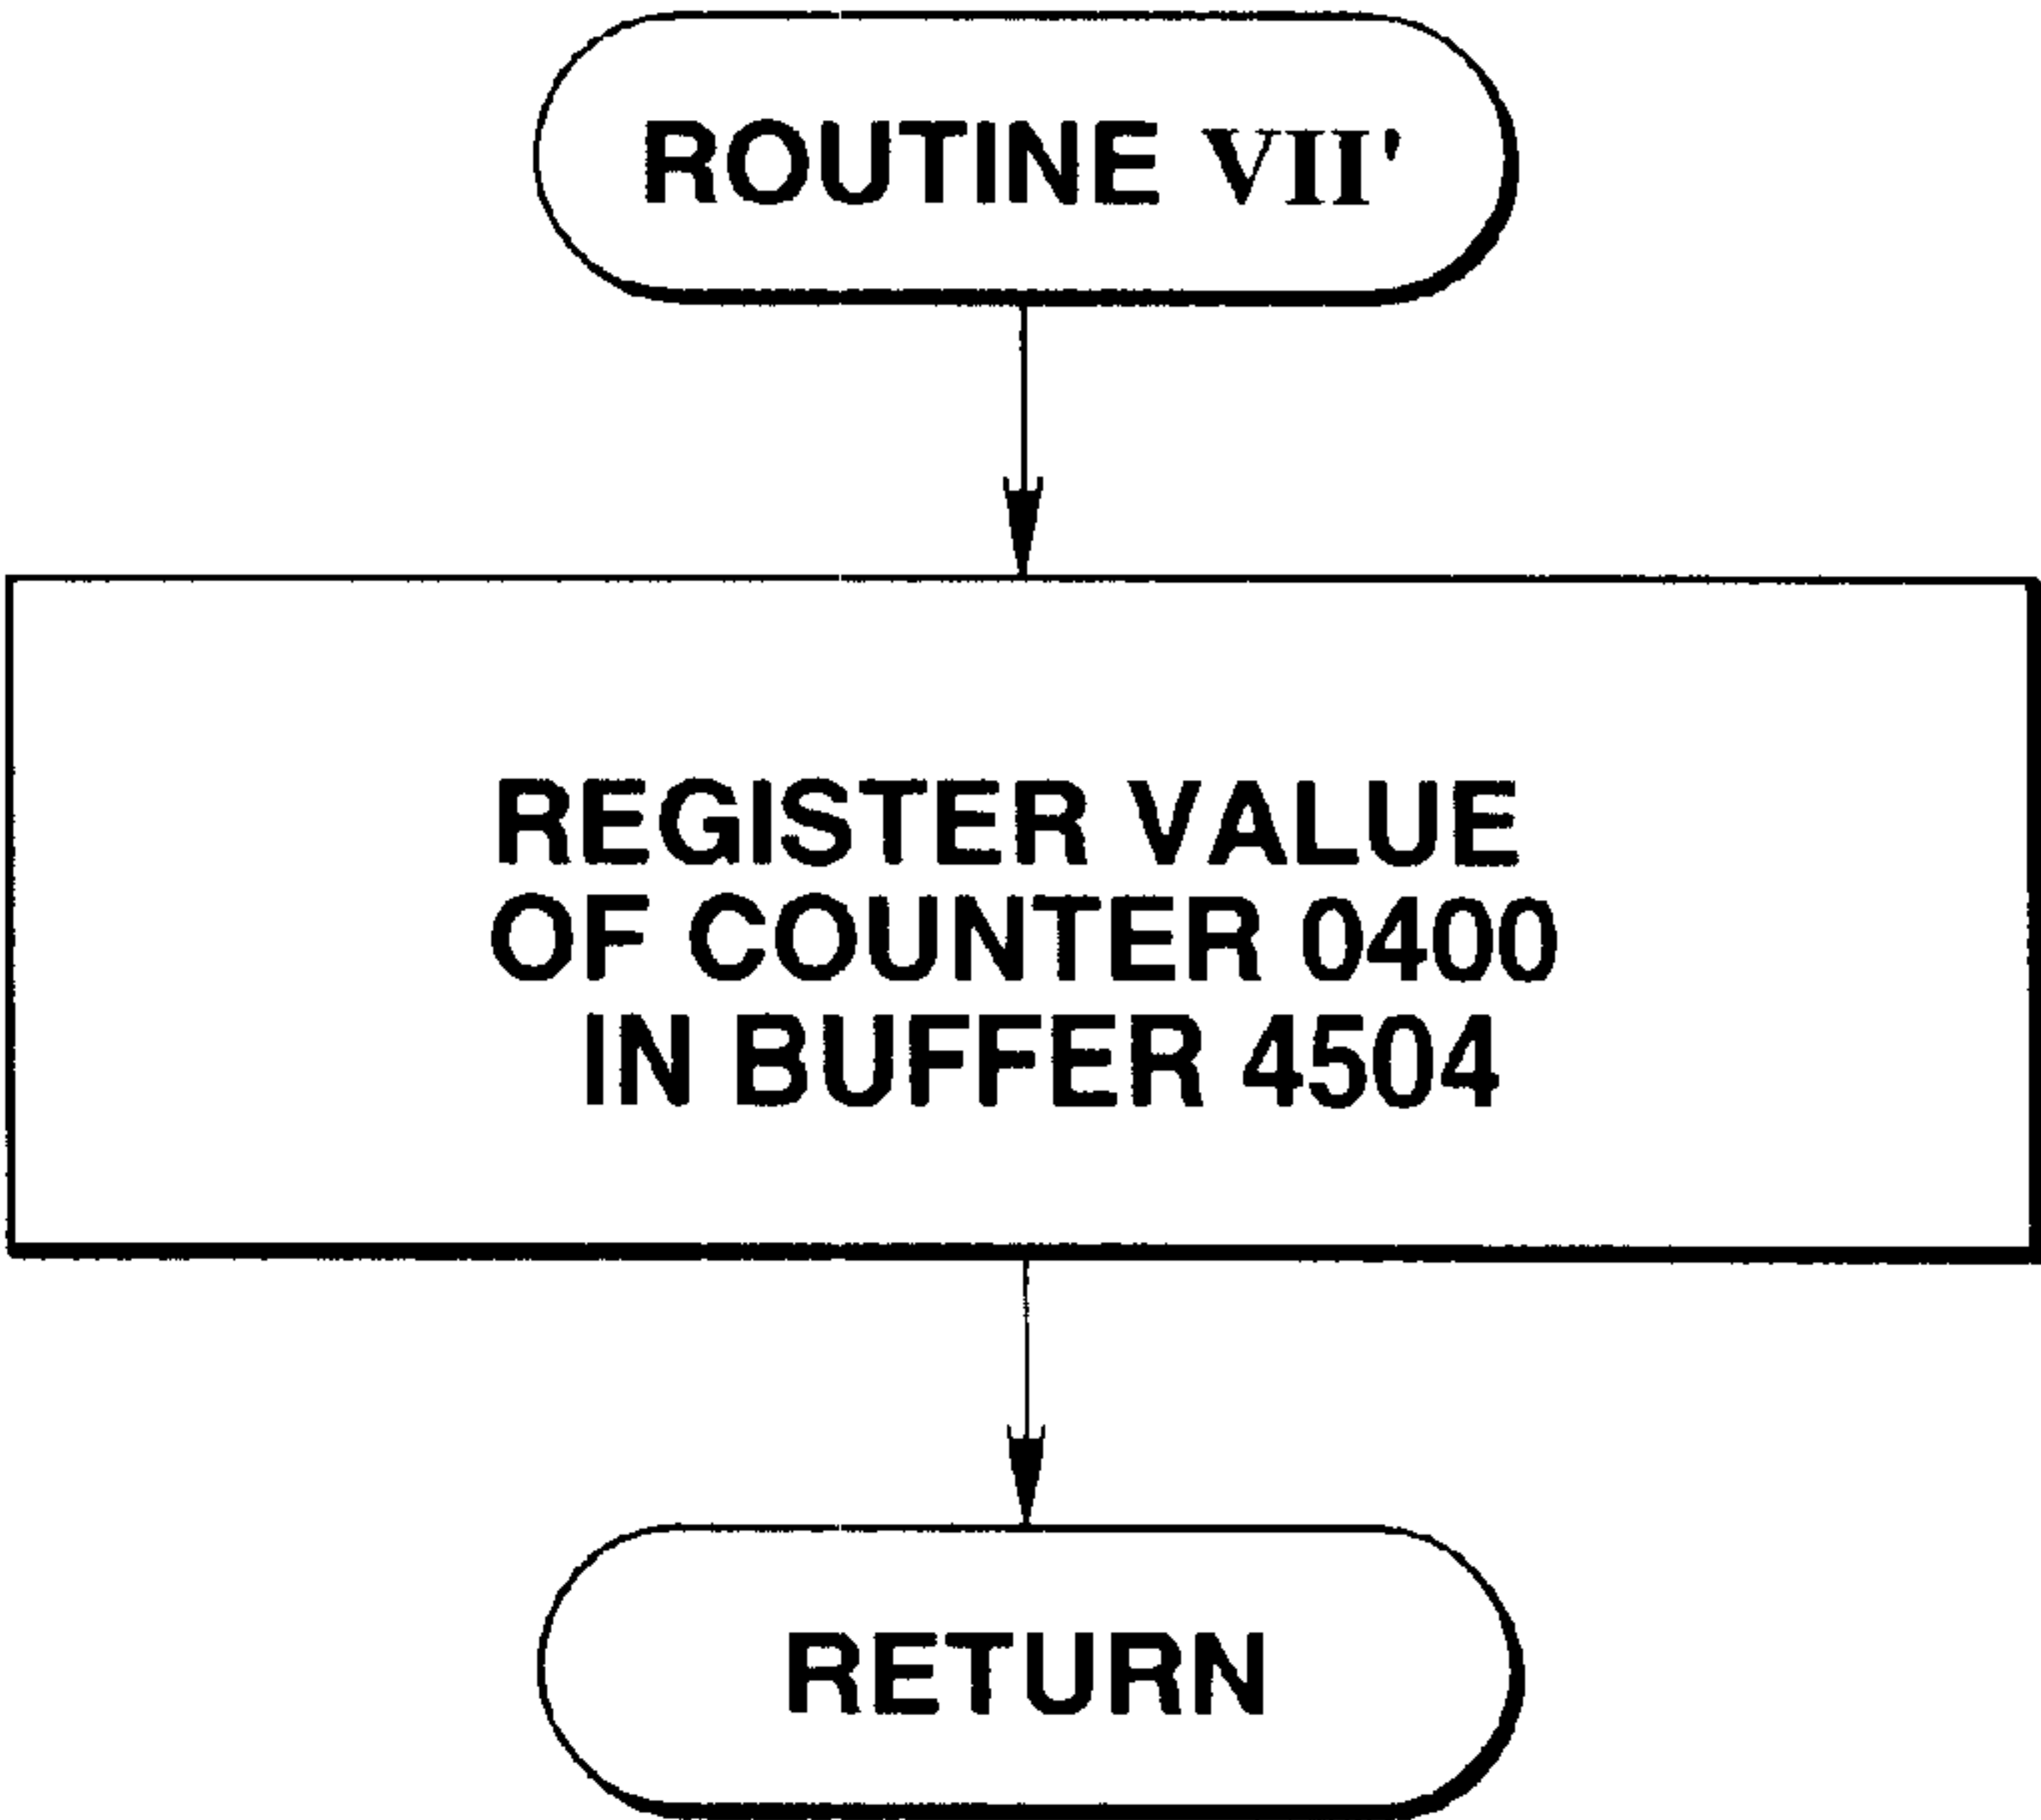 ROUTINE VII'
REGISTER VALUE
OF COUNTER 0400
IN BUFFER 4504
RETURN